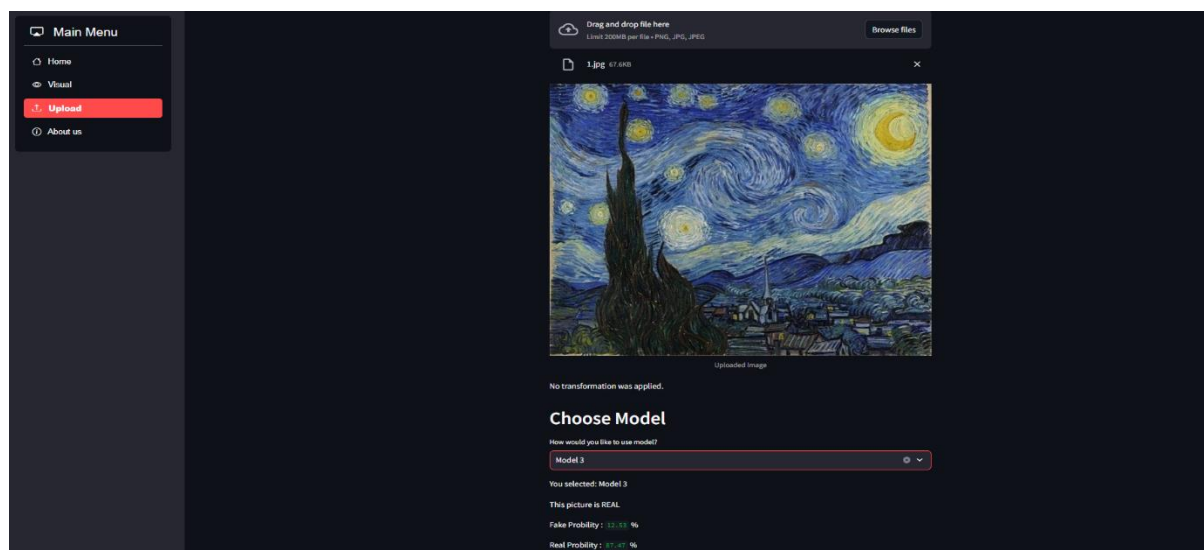 Main Menu
Home
Visual
Upload
About us
Drag and drop file here
Limit 200MB per file • PNG, JPG, JPEG
Browse files
1.jpg 67.6KB
Uploaded Image
No transformation was applied.
Choose Model
How would you like to use model?
Model 3
You selected: Model 3
This picture is REAL
Fake Probility : 12.53 %
Real Probility : 87.47 %